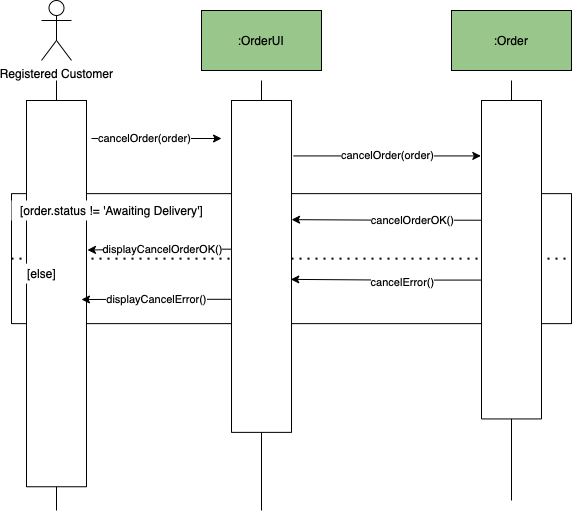 :OrderUI
:Order
Registered Customer
cancelOrder(order)
cancelOrder(order)
[order.status != 'Awaiting Delivery']
cancelOrderOK()
displayCancelOrderOK()
[else]
cancelError()
displayCancelError()